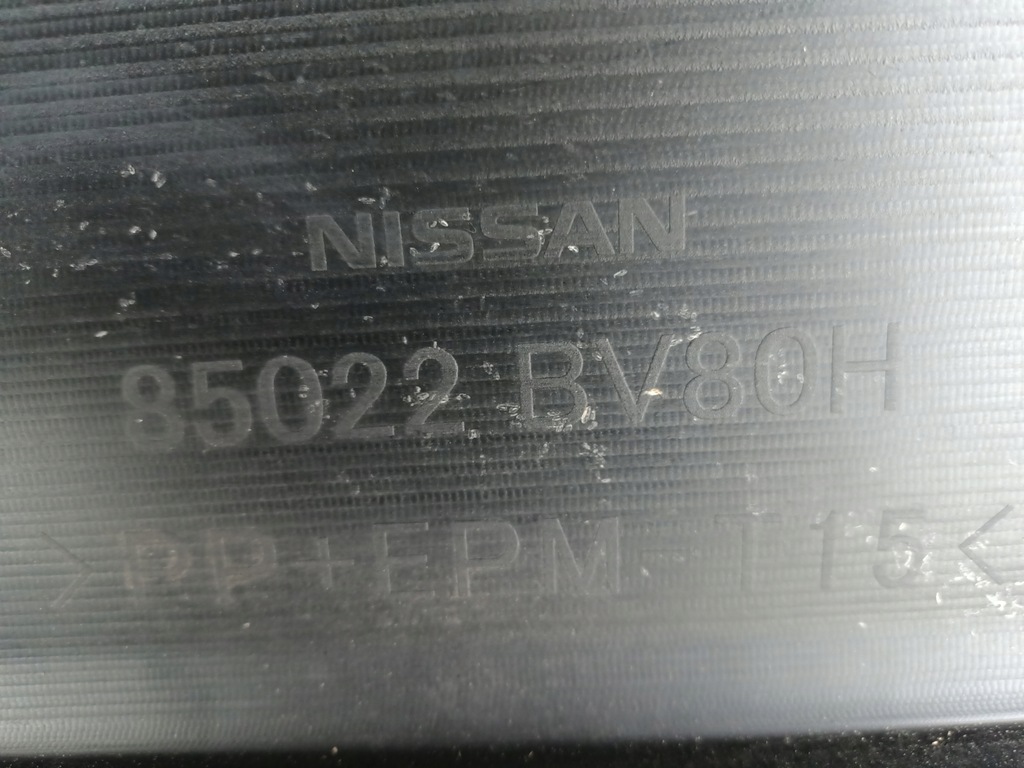 NISSAN
85022 BV80H
>PP+EPM-T15<